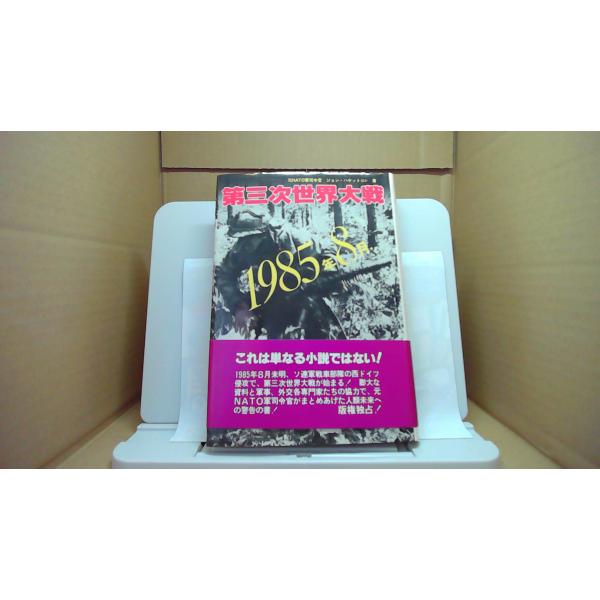 元NATO軍司令官 ジョン・ハケットほか 著
第三次世界大戦
1985年8月
これは単なる小説ではない!
1985年8月未明、ソ連軍戦車部隊の西ドイツ
侵攻で、第三次世界大戦が始まる! 膨大な
資料と軍事、外交各専門家たちの協力で、元
NATO軍司令官がまとめあげた人類未来へ
の警告の書! 版権独占!